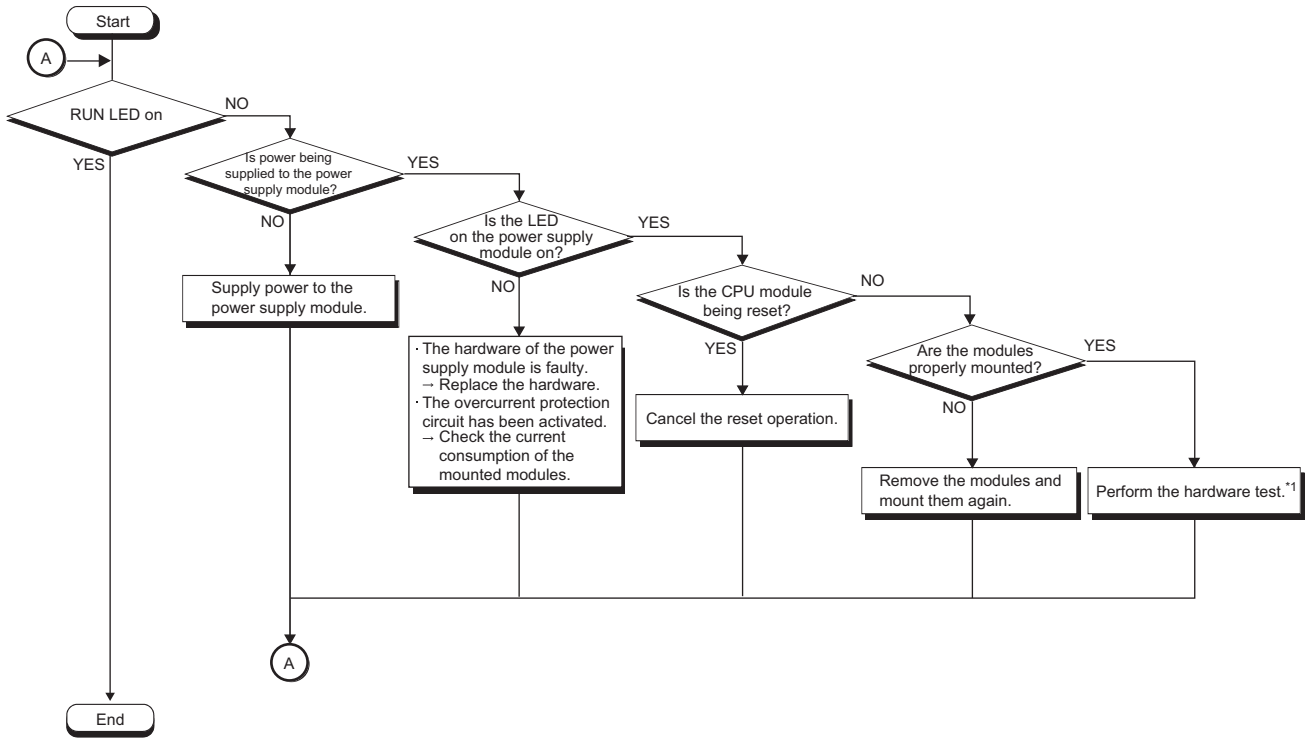 Start
A
RUN LED on
NO
YES
Is power being
supplied to the power
supply module?
YES
NO
Supply power to the
power supply module.
Is the LED
on the power supply
module on?
YES
NO
· The hardware of the power
supply module is faulty.
→ Replace the hardware.
· The overcurrent protection
circuit has been activated.
→ Check the current
consumption of the
mounted modules.
Is the CPU module
being reset?
NO
YES
Cancel the reset operation.
Are the modules
properly mounted?
YES
NO
Remove the modules and
mount them again.
Perform the hardware test.*1
A
End